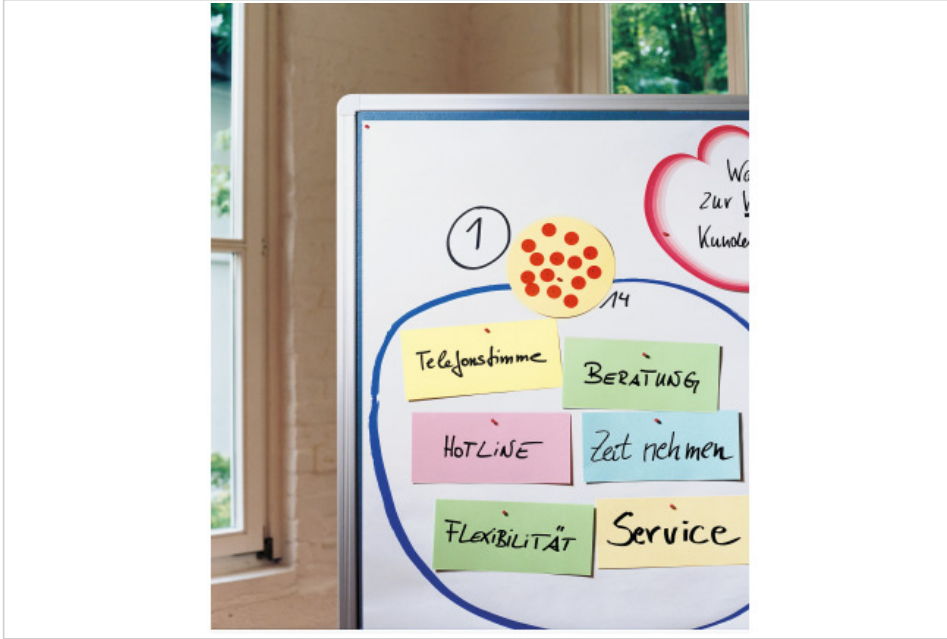 1
14
Zur
Telefonstimme
BERATUNG
HOTLINE
Zeit nehmen
FLEXIBILITÄT
Service